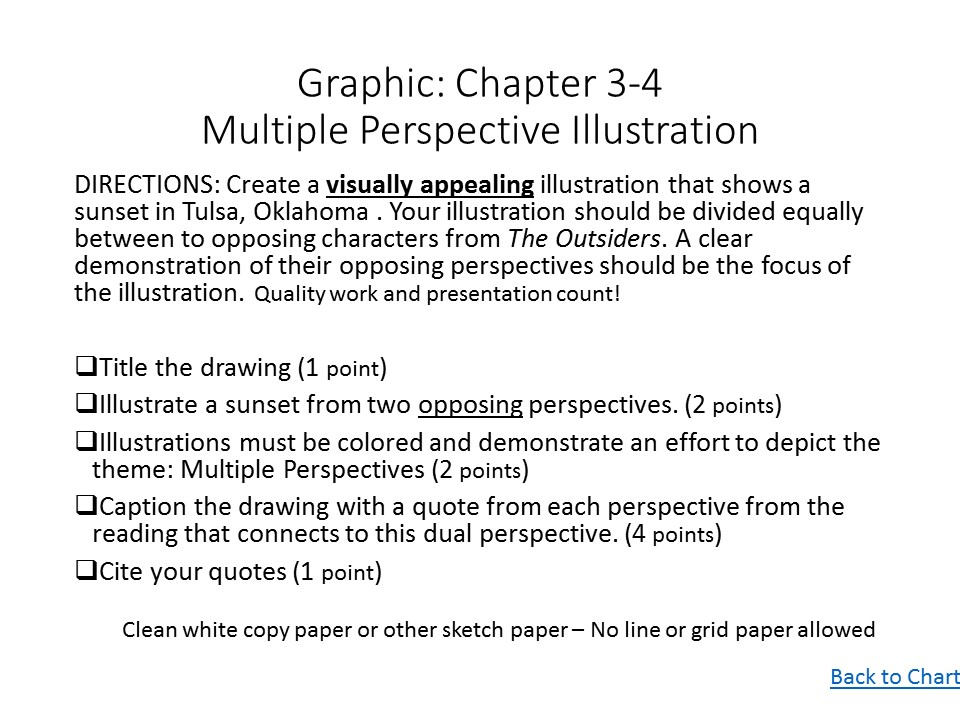 Graphic: Chapter 3-4
Multiple Perspective Illustration
DIRECTIONS: Create a visually appealing illustration that shows a
sunset in Tulsa, Oklahoma . Your illustration should be divided equally
between to opposing characters from The Outsiders. A clear
demonstration of their opposing perspectives should be the focus of
the illustration. Quality work and presentation count!
❑Title the drawing (1 point)
❑Illustrate a sunset from two opposing perspectives. (2 points)
❑Illustrations must be colored and demonstrate an effort to depict the
theme: Multiple Perspectives (2 points)
❑Caption the drawing with a quote from each perspective from the
reading that connects to this dual perspective. (4 points)
❑Cite your quotes (1 point)
Clean white copy paper or other sketch paper – No line or grid paper allowed
Back to Chart